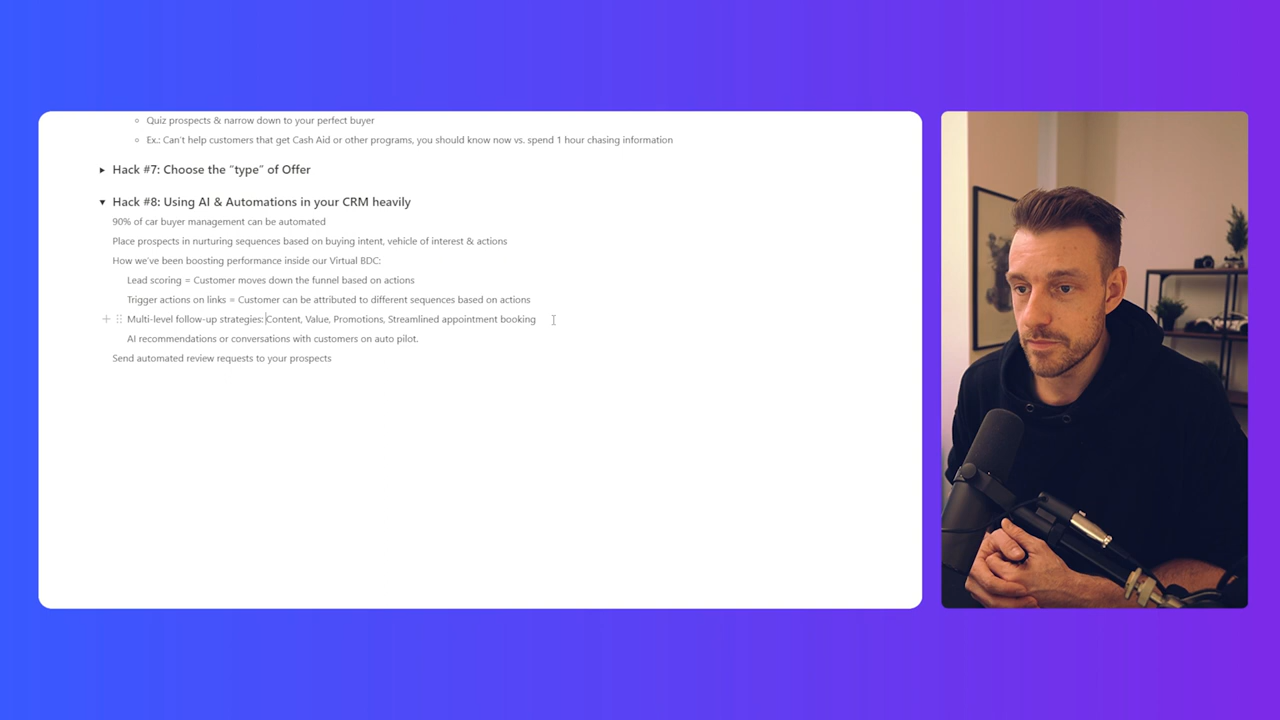 Quiz prospects & narrow down to your perfect buyer
Ex.: Can't help customers that get Cash Aid or other programs, you should know now vs. spend 1 hour chasing information
Hack #7: Choose the "type" of Offer
Hack #8: Using AI & Automations in your CRM heavily
90% of car buyer management can be automated
Place prospects in nurturing sequences based on buying intent, vehicle of interest & actions
How we've been boosting performance inside our Virtual BDC:
Lead scoring = Customer moves down the funnel based on actions
Trigger actions on links = Customer can be attributed to different sequences based on actions
Multi-level follow-up strategies: Content, Value, Promotions, Streamlined appointment booking
AI recommendations or conversations with customers on auto pilot.
Send automated review requests to your prospects